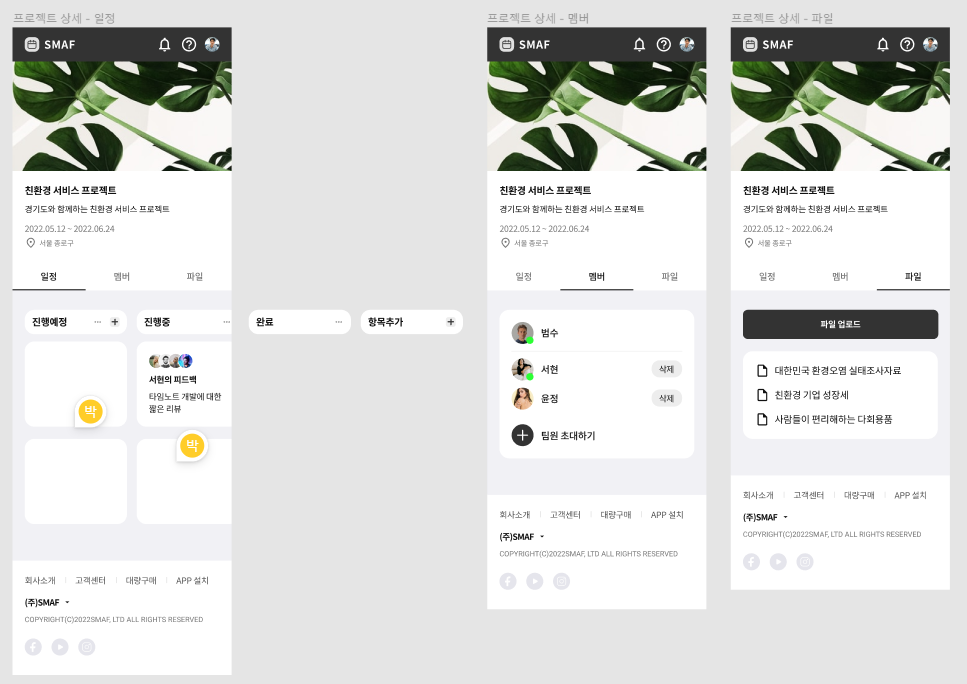 프로젝트 상세 - 일정
SMAF
친환경 서비스 프로젝트
경기도와 함께하는 친환경 서비스 프로젝트
2022.05.12 ~ 2022.06.24
서울 종로구
일정 멤버 파일
진행예정 ··· +
진행중 ···
완료 ···
항목추가 +
서현의 피드백
타임노트 개발에 대한
짧은 리뷰
박
박
회사소개 고객센터 대량구매 APP 설치
(주)SMAF
COPYRIGHT(C)2022SMAF, LTD ALL RIGHTS RESERVED
프로젝트 상세 - 멤버
SMAF
친환경 서비스 프로젝트
경기도와 함께하는 친환경 서비스 프로젝트
2022.05.12 ~ 2022.06.24
서울 종로구
일정 멤버 파일
범수
서현 삭제
윤정 삭제
팀원 초대하기
회사소개 고객센터 대량구매 APP 설치
(주)SMAF
COPYRIGHT(C)2022SMAF, LTD ALL RIGHTS RESERVED
프로젝트 상세 - 파일
SMAF
친환경 서비스 프로젝트
경기도와 함께하는 친환경 서비스 프로젝트
2022.05.12 ~ 2022.06.24
서울 종로구
일정 멤버 파일
파일 업로드
대한민국 환경오염 실태조사자료
친환경 기업 성장세
사람들이 편리해하는 다회용품
회사소개 고객센터 대량구매 APP 설치
(주)SMAF
COPYRIGHT(C)2022SMAF, LTD ALL RIGHTS RESERVED